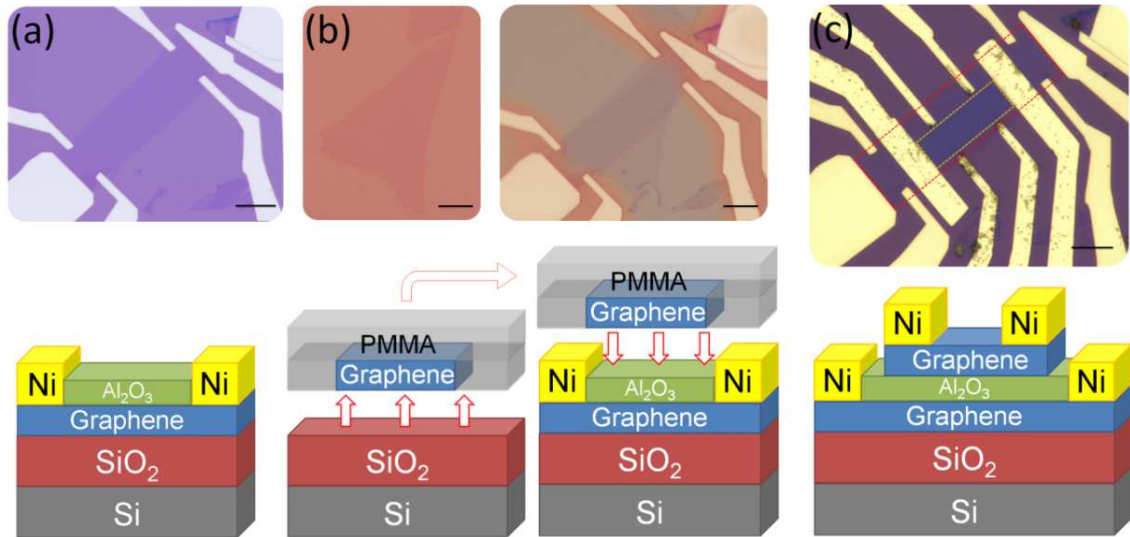 (a)
(b)
(c)
Ni
Ni
Al₂O₃
Graphene
SiO₂
Si
PMMA
Graphene
SiO₂
Si
PMMA
Graphene
Ni
Ni
Al₂O₃
Graphene
SiO₂
Si
Ni
Ni
Graphene
Ni
Ni
Al₂O₃
Graphene
SiO₂
Si